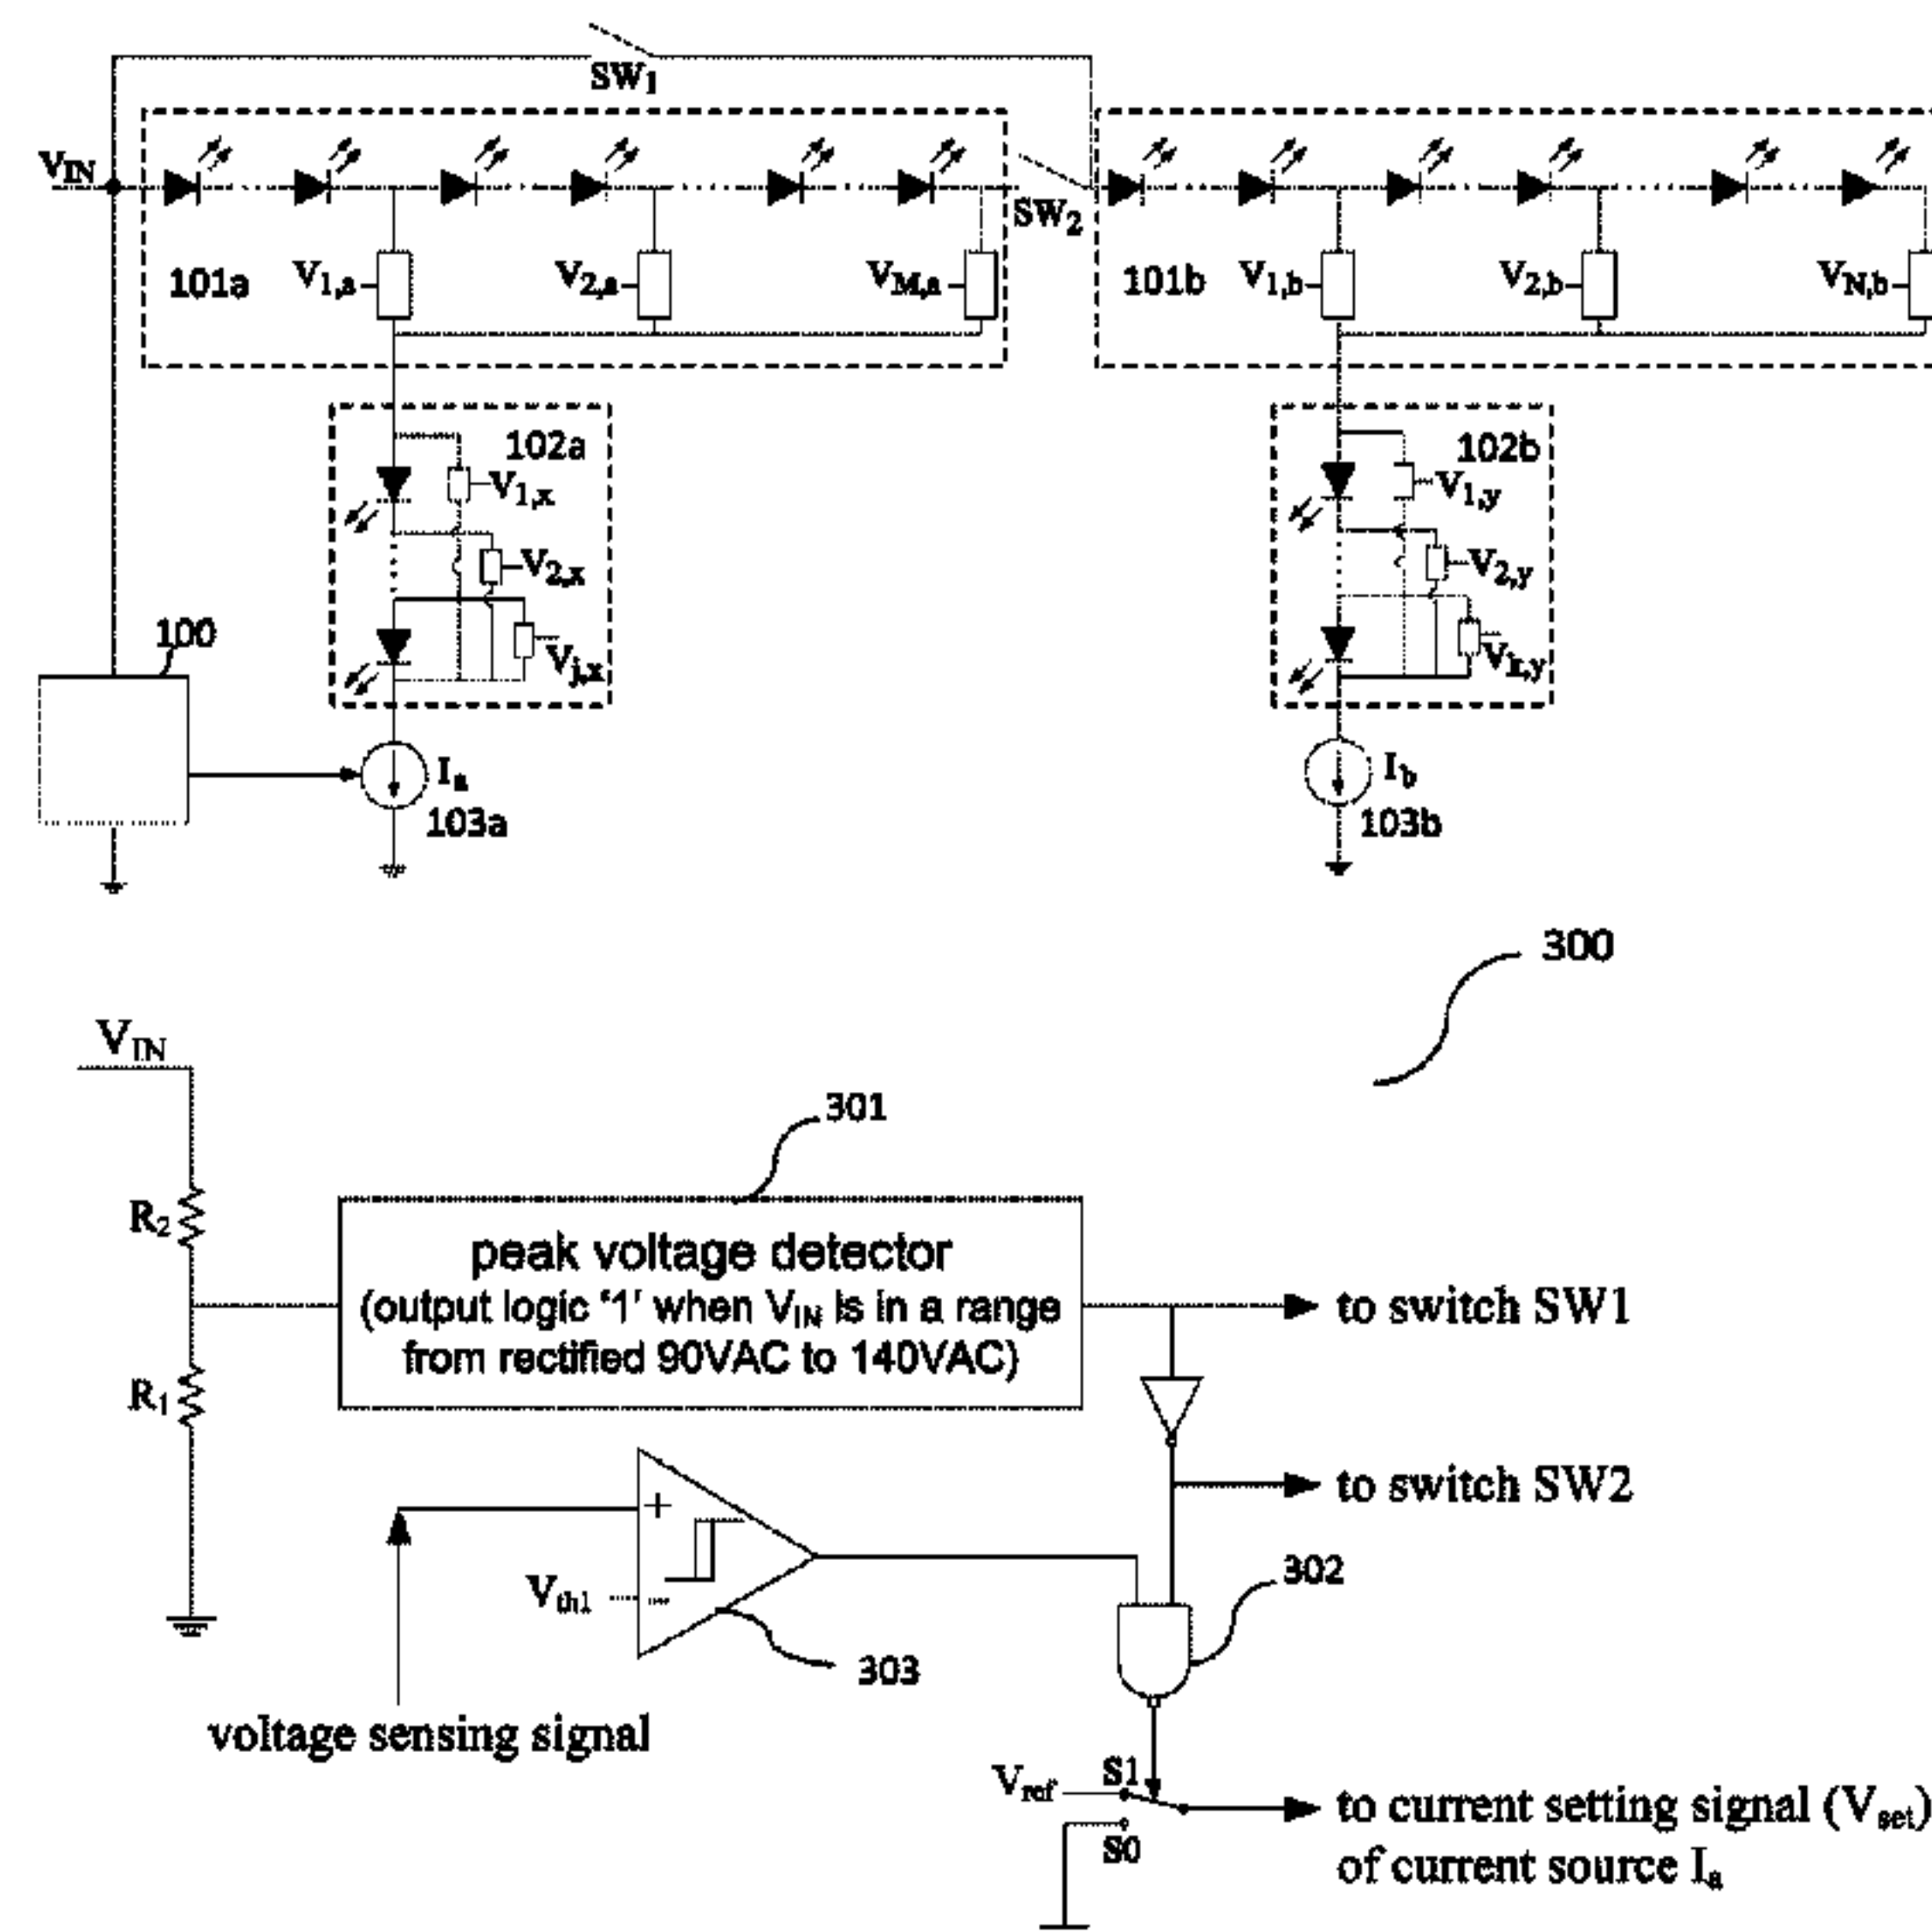 SW1
VIN
SW2
101a
V1,a
V2,a
VM,a
101b
V1,b
V2,b
VN,b
102a
V1,x
V2,x
Vj,x
102b
V1,y
V2,y
100
Ia
103a
Ib
103b
300
VIN
301
R2
peak voltage detector
(output logic ‘1’ when VIN is in a range
from rectified 90VAC to 140VAC)
to switch SW1
R1
to switch SW2
+
Vth1
302
303
voltage sensing signal
Vref
S1
S0
to current setting signal (Vset)
of current source Ia